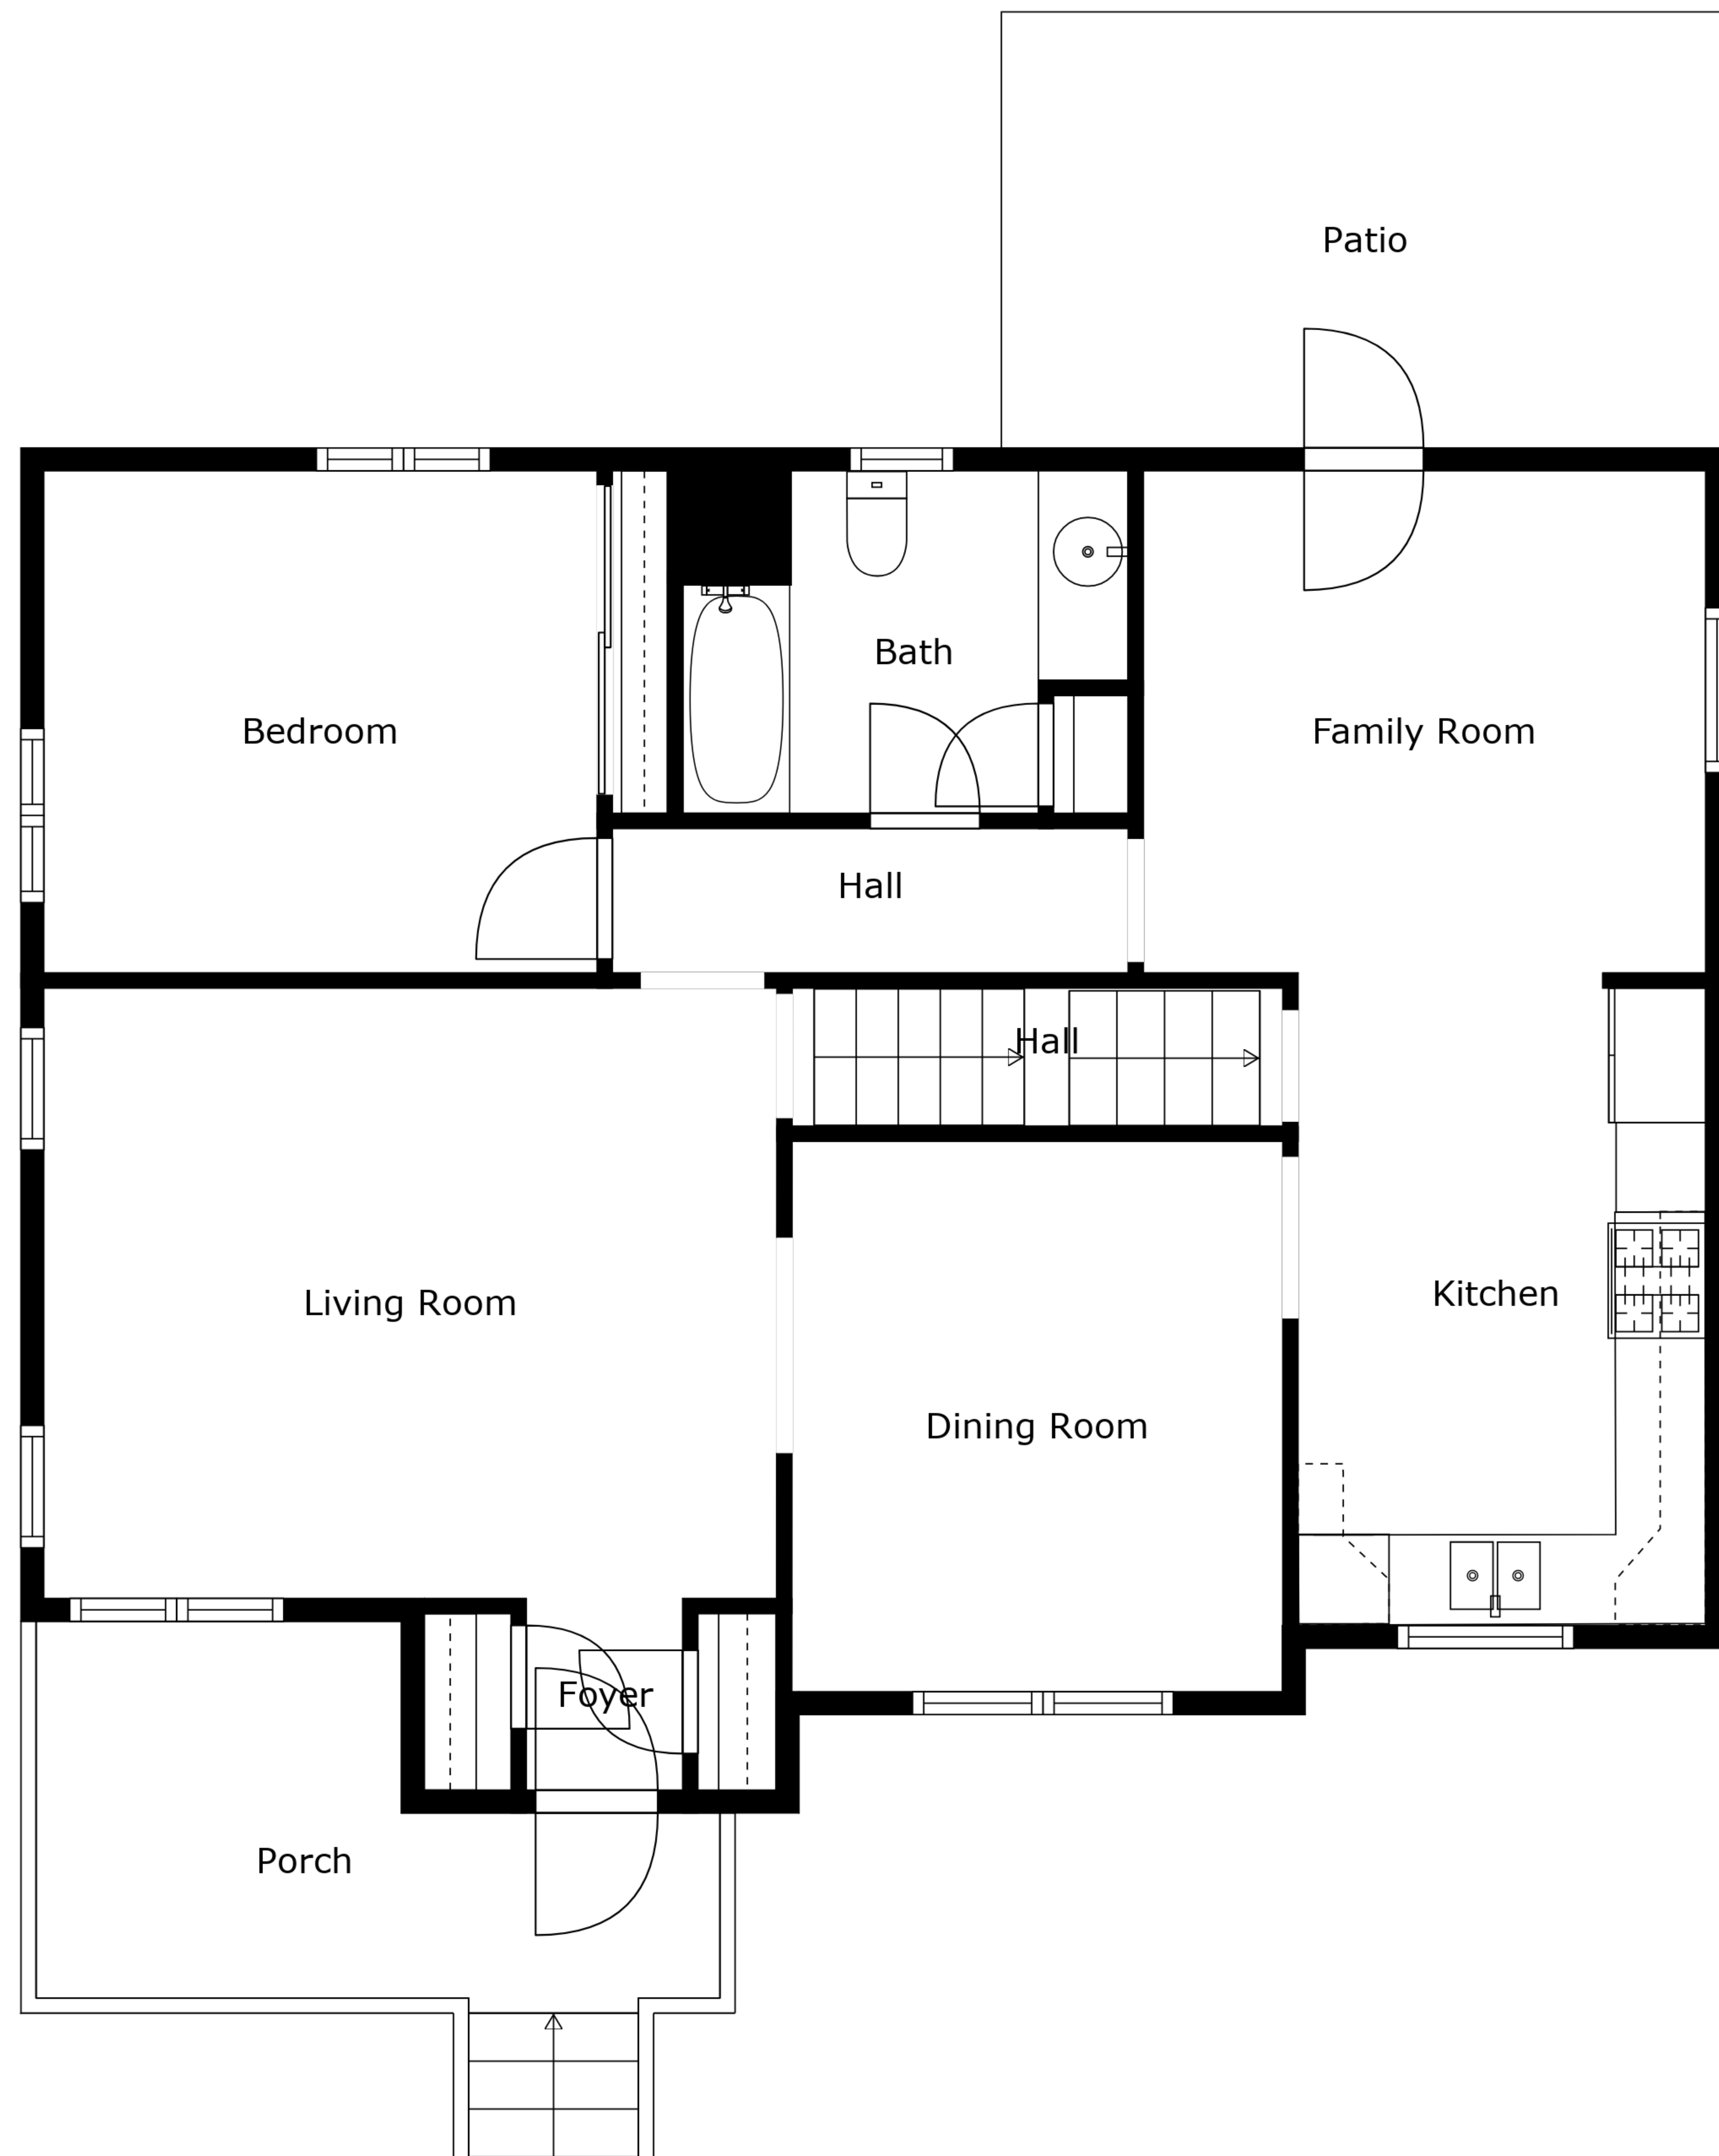 Patio
Bath
Bedroom
Family Room
Hall
Hall
Kitchen
Living Room
Dining Room
Foyer
Porch